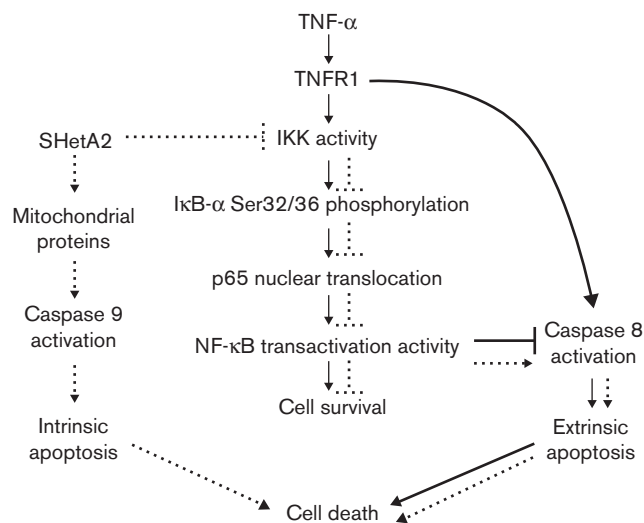 TNF-α
TNFR1
SHetA2
IKK activity
IκB-α Ser32/36 phosphorylation
Mitochondrial
proteins
p65 nuclear translocation
Caspase 9
activation
NF-κB transactivation activity
Caspase 8
activation
Cell survival
Intrinsic
apoptosis
Extrinsic
apoptosis
Cell death